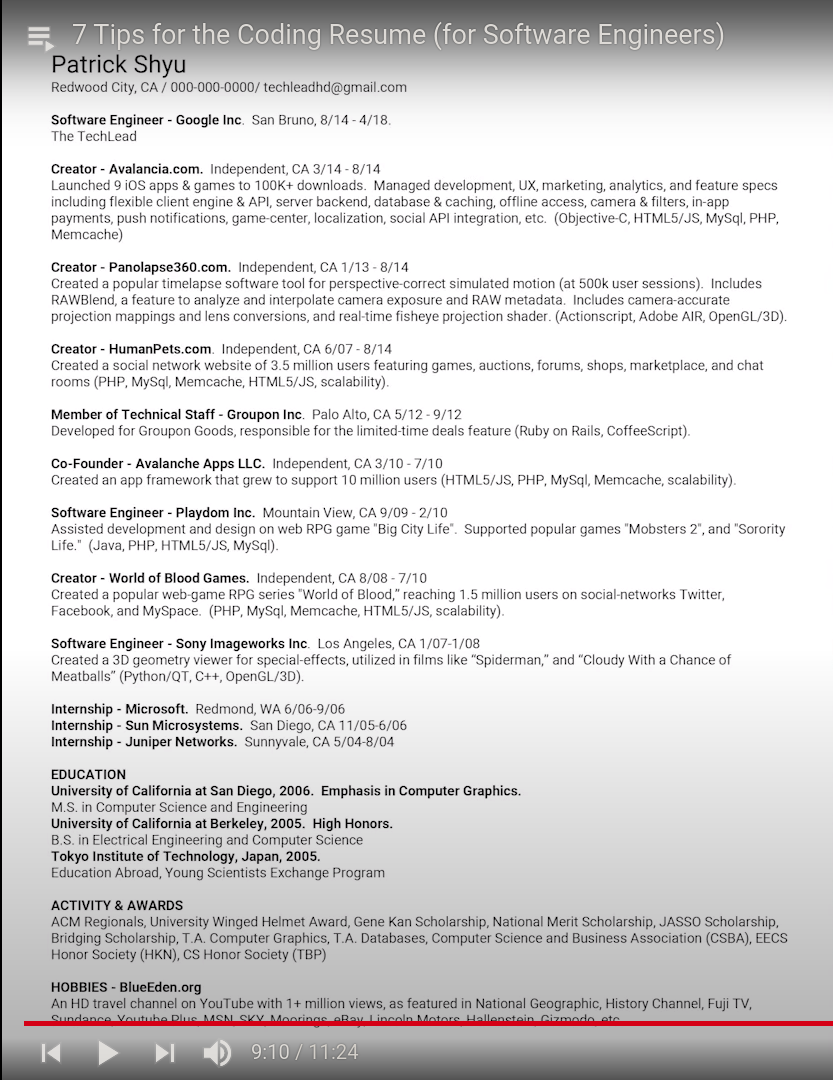 7 Tips for the Coding Resume (for Software Engineers)
Patrick Shyu
Redwood City, CA / 000-000-0000/ techleadhd@gmail.com
Software Engineer - Google Inc. San Bruno, 8/14 - 4/18.
The TechLead
Creator - Avalancia.com. Independent, CA 3/14 - 8/14
Launched 9 iOS apps & games to 100K+ downloads. Managed development, UX, marketing, analytics, and feature specs
including flexible client engine & API, server backend, database & caching, offline access, camera & filters, in-app
payments, push notifications, game-center, localization, social API integration, etc. (Objective-C, HTML5/JS, MySql, PHP,
Memcache)
Creator - Panolapse360.com. Independent, CA 1/13 - 8/14
Created a popular timelapse software tool for perspective-correct simulated motion (at 500k user sessions). Includes
RAWBlend, a feature to analyze and interpolate camera exposure and RAW metadata. Includes camera-accurate
projection mappings and lens conversions, and real-time fisheye projection shader. (Actionscript, Adobe AIR, OpenGL/3D).
Creator - HumanPets.com. Independent, CA 6/07 - 8/14
Created a social network website of 3.5 million users featuring games, auctions, forums, shops, marketplace, and chat
rooms (PHP, MySql, Memcache, HTML5/JS, scalability).
Member of Technical Staff - Groupon Inc. Palo Alto, CA 5/12 - 9/12
Developed for Groupon Goods, responsible for the limited-time deals feature (Ruby on Rails, CoffeeScript).
Co-Founder - Avalanche Apps LLC. Independent, CA 3/10 - 7/10
Created an app framework that grew to support 10 million users (HTML5/JS, PHP, MySql, Memcache, scalability).
Software Engineer - Playdom Inc. Mountain View, CA 9/09 - 2/10
Assisted development and design on web RPG game "Big City Life". Supported popular games "Mobsters 2", and "Sorority
Life." (Java, PHP, HTML5/JS, MySql).
Creator - World of Blood Games. Independent, CA 8/08 - 7/10
Created a popular web-game RPG series "World of Blood,” reaching 1.5 million users on social-networks Twitter,
Facebook, and MySpace. (PHP, MySql, Memcache, HTML5/JS, scalability).
Software Engineer - Sony Imageworks Inc. Los Angeles, CA 1/07-1/08
Created a 3D geometry viewer for special-effects, utilized in films like “Spiderman,” and “Cloudy With a Chance of
Meatballs” (Python/QT, C++, OpenGL/3D).
Internship - Microsoft. Redmond, WA 6/06-9/06
Internship - Sun Microsystems. San Diego, CA 11/05-6/06
Internship - Juniper Networks. Sunnyvale, CA 5/04-8/04
EDUCATION
University of California at San Diego, 2006. Emphasis in Computer Graphics.
M.S. in Computer Science and Engineering
University of California at Berkeley, 2005. High Honors.
B.S. in Electrical Engineering and Computer Science
Tokyo Institute of Technology, Japan, 2005.
Education Abroad, Young Scientists Exchange Program
ACTIVITY & AWARDS
ACM Regionals, University Winged Helmet Award, Gene Kan Scholarship, National Merit Scholarship, JASSO Scholarship,
Bridging Scholarship, T.A. Computer Graphics, T.A. Databases, Computer Science and Business Association (CSBA), EECS
Honor Society (HKN), CS Honor Society (TBP)
HOBBIES - BlueEden.org
An HD travel channel on YouTube with 1+ million views, as featured in National Geographic, History Channel, Fuji TV,
Sundance, Youtube Plus, MSN, SKY, Moorings, eBay, Lincoln Motors, Hallenstein, Gizmodo, etc
9:10 / 11:24